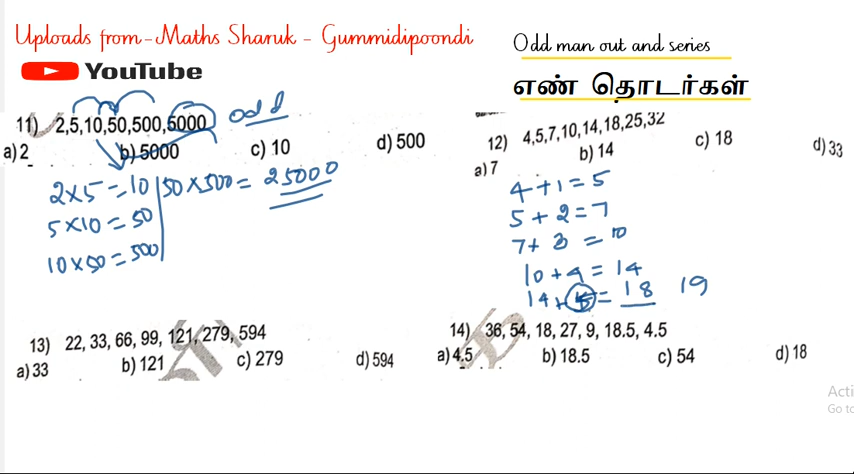 Uploads from - Maths Sharuk - Gummidipoondi
YouTube
Odd man out and series
எண் தொடர்கள்
11) 2,5,10,50,500,5000 odd
a) 2 b) 5000 c) 10 d) 500
2 x 5 = 10
5 x 10 = 50
10 x 50 = 500
50 x 500 = 25000
12) 4,5,7,10,14,18,25,32
a) 7 b) 14 c) 18 d) 33
4 + 1 = 5
5 + 2 = 7
7 + 3 = 10
10 + 4 = 14
14 + 5 = 18 19
13) 22, 33, 66, 99, 121, 279, 594
a) 33 b) 121 c) 279 d) 594
14) 36, 54, 18, 27, 9, 18.5, 4.5
a) 4.5 b) 18.5 c) 54 d) 18
Acti
Go to